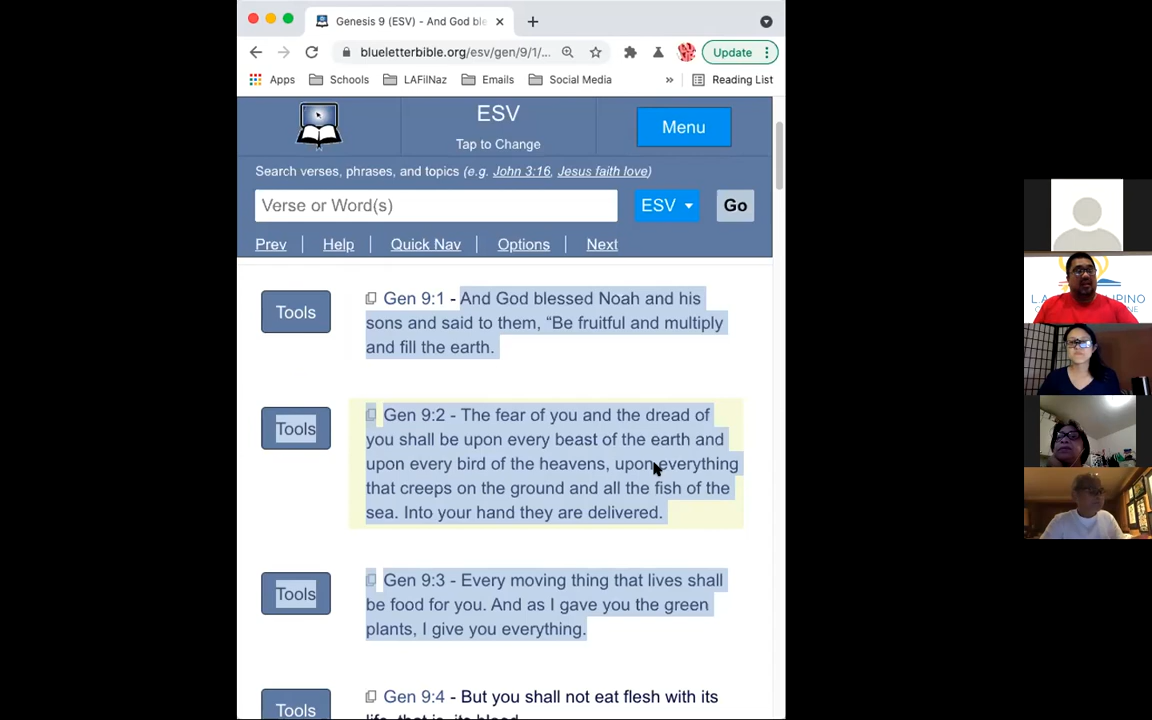 Genesis 9 (ESV) - And God ble
blueletterbible.org/esv/gen/9/1/...
Update
Apps
Schools
LAFilNaz
Emails
Social Media
»
Reading List
ESV
Tap to Change
Menu
Search verses, phrases, and topics (e.g. John 3:16, Jesus faith love)
Verse or Word(s)
ESV
Go
Prev
Help
Quick Nav
Options
Next
Tools
Gen 9:1 - And God blessed Noah and his
sons and said to them, “Be fruitful and multiply
and fill the earth.
Tools
Gen 9:2 - The fear of you and the dread of
you shall be upon every beast of the earth and
upon every bird of the heavens, upon everything
that creeps on the ground and all the fish of the
sea. Into your hand they are delivered.
Tools
Gen 9:3 - Every moving thing that lives shall
be food for you. And as I gave you the green
plants, I give you everything.
Tools
Gen 9:4 - But you shall not eat flesh with its
life, that is, its blood.